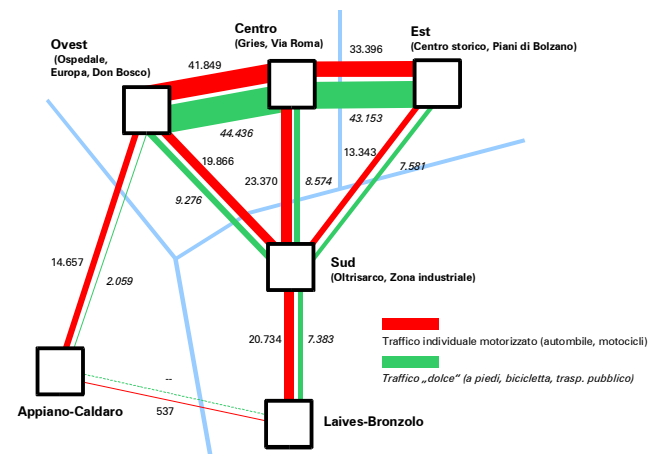 Centro
(Gries, Via Roma)
Est
(Centro storico, Piani di Bolzano)
Ovest
(Ospedale,
Europa, Don Bosco)
33.396
41.849
44.436
43.153
19.866
13.343
7.581
9.276
23.370
8.574
14.657
2.059
Sud
(Oltrisarco, Zona industriale)
20.734
7.383
Traffico individuale motorizzato (autombile, motocicli)
Traffico „dolce“ (a piedi, bicicletta, trasp. pubblico)
--
537
Appiano-Caldaro
Laives-Bronzolo